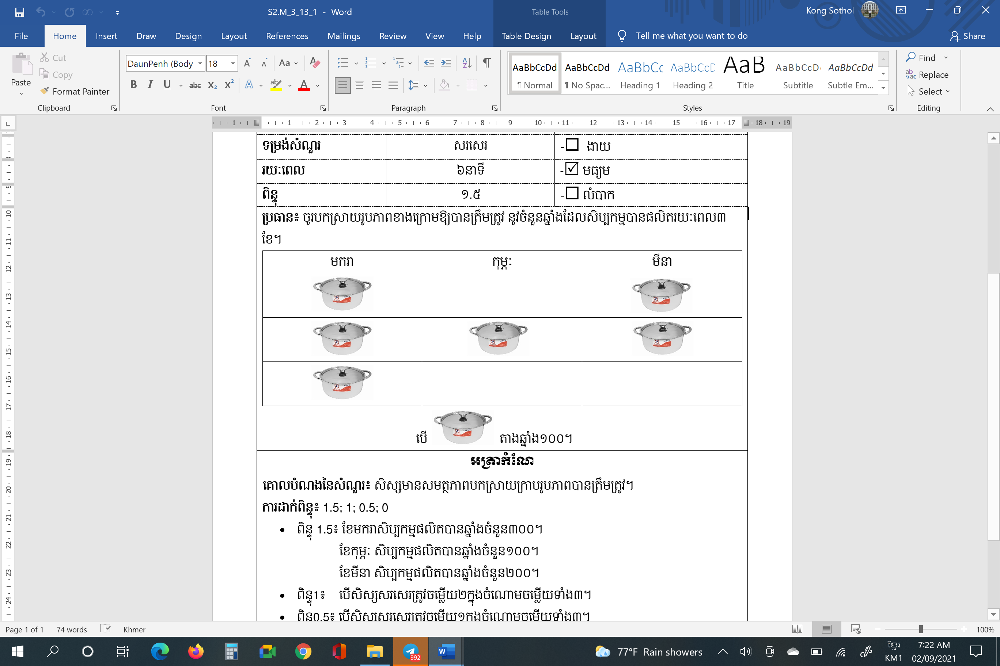 S2.M_3_13_1 - Word
Table Tools
Kong Sothol
File Home Insert Draw Design Layout References Mailings Review View Help Table Design Layout Tell me what you want to do Share
Cut
Copy
Paste
Format Painter
Clipboard
DaunPenh (Body 18
Font
Paragraph
AaBbCcDd AaBbCcDd AaBbCc AaBbCcD AaB AaBbCcD AaBbCcDd
¶ Normal ¶ No Spac... Heading 1 Heading 2 Title Subtitle Subtle Em...
Styles
Find
Replace
Select
Editing
1 1 2 3 4 5 6 7 8 9 10 11 12 13 14 15 16 17 18 19
ទម្រង់សំណួរ សរសេរ - ងាយ
រយៈពេល ៦នាទី - មធ្យម
ពិន្ទុ ១.៥ - លំបាក
ប្រធាន៖ ចូរបកស្រាយរូបភាពខាងក្រោមឱ្យបានត្រឹមត្រូវ នូវចំនួនឆ្នាំងដែលសិប្បកម្មបានផលិតរយៈពេល៣
ខែ។
មករា កុម្ភៈ មីនា
បើ តាងឆ្នាំង១០០។
អត្រាកំណែ
គោលបំណងនៃសំណួរ៖ សិស្សមានសមត្ថភាពបកស្រាយក្រាបរូបភាពបានត្រឹមត្រូវ។
ការដាក់ពិន្ទុ៖ 1.5; 1; 0.5; 0
• ពិន្ទុ 1.5៖ ខែមករាសិប្បកម្មផលិតបានឆ្នាំងចំនួន៣០០។
ខែកុម្ភៈ សិប្បកម្មផលិតបានឆ្នាំងចំនួន១០០។
ខែមីនា សិប្បកម្មផលិតបានឆ្នាំងចំនួន២០០។
• ពិន្ទុ1៖ បើសិស្សសរសេរត្រូវចម្លើយ២ក្នុងចំណោមចម្លើយទាំង៣។
• ពិន្ទុ0.5៖ បើសិស្សសរសេរត្រូវចម្លើយ១ក្នុងចំណោមចម្លើយទាំង៣។
Page 1 of 1 74 words Khmer 100%
992
77°F Rain showers
ខ្មែរ
KM1
7:22 AM
02/09/2021